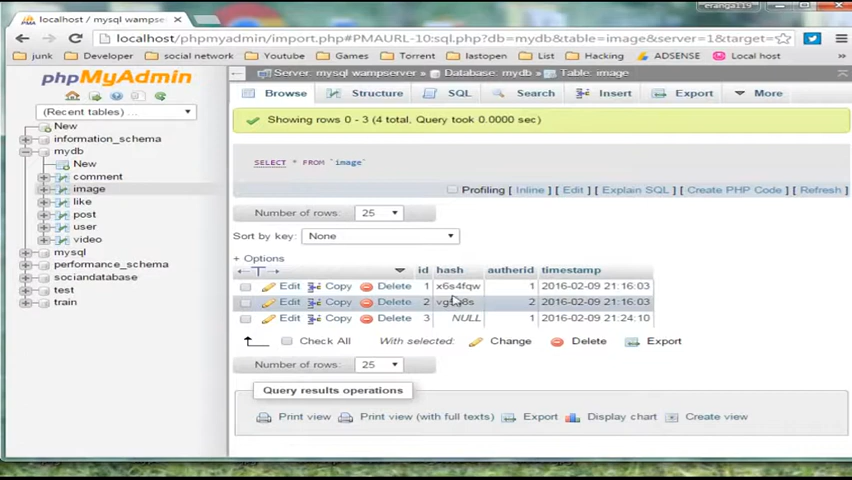 eranga119
localhost / mysql wampser
localhost/phpmyadmin/import.php#PMAURL-10:sql.php?db=mydb&table=image&server=1&target=
junk Developer social network Youtube Games Torrent lastopen List Hacking ADSENSE Local host
phpMyAdmin
Server: mysql wampserver » Database: mydb » Table: image
Browse Structure SQL Search Insert Export More
(Recent tables) ...
New
information_schema
mydb
New
comment
image
like
post
user
video
mysql
performance_schema
sociandatabase
test
train
Showing rows 0 - 3 (4 total, Query took 0.0000 sec)
SELECT * FROM `image`
Profiling [ Inline ] [ Edit ] [ Explain SQL ] [ Create PHP Code ] [ Refresh ]
Number of rows: 25
Sort by key: None
+ Options
←T→ id hash autherid timestamp
Edit Copy Delete 1 x6s4fqw 1 2016-02-09 21:16:03
Edit Copy Delete 2 2 2016-02-09 21:16:03
Edit Copy Delete 3 NULL 1 2016-02-09 21:24:10
Check All With selected: Change Delete Export
Number of rows: 25
Query results operations
Print view Print view (with full texts) Export Display chart Create view